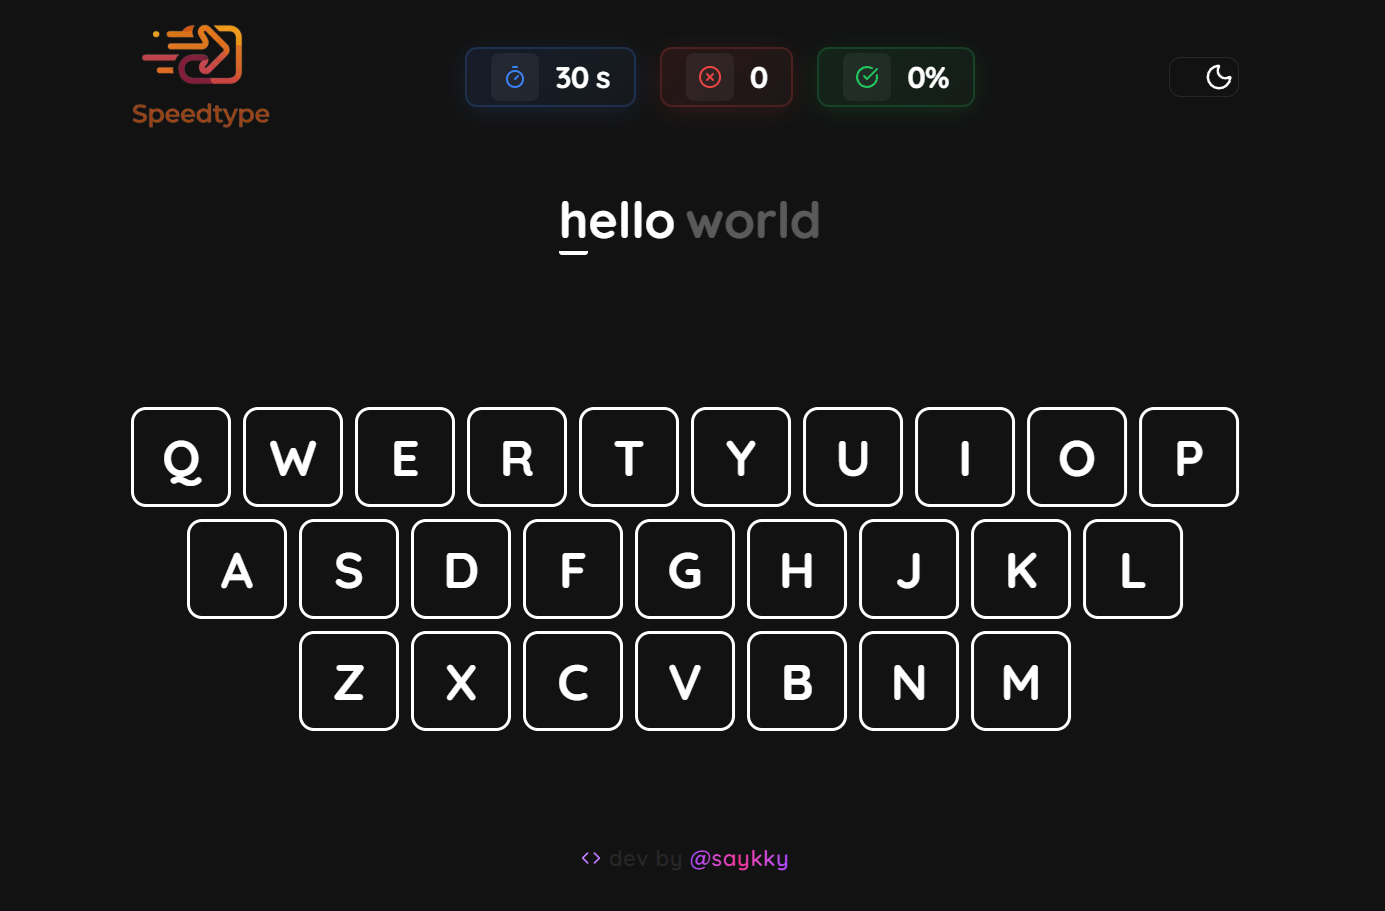 Speedtype
30 s
0
0%
hello world
Q W E R T Y U I O P
A S D F G H J K L
Z X C V B N M
<> dev by @saykky